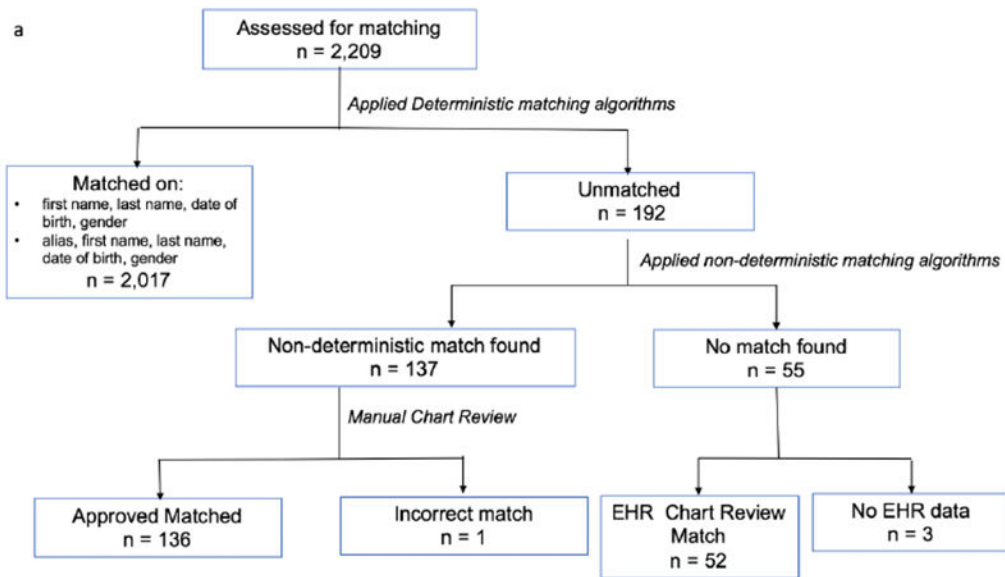 a
Assessed for matching
n = 2,209
Applied Deterministic matching algorithms
Matched on:
• first name, last name, date of
birth, gender
• alias, first name, last name,
date of birth, gender
n = 2,017
Unmatched
n = 192
Applied non-deterministic matching algorithms
Non-deterministic match found
n = 137
No match found
n = 55
Manual Chart Review
Approved Matched
n = 136
Incorrect match
n = 1
EHR Chart Review
Match
n = 52
No EHR data
n = 3